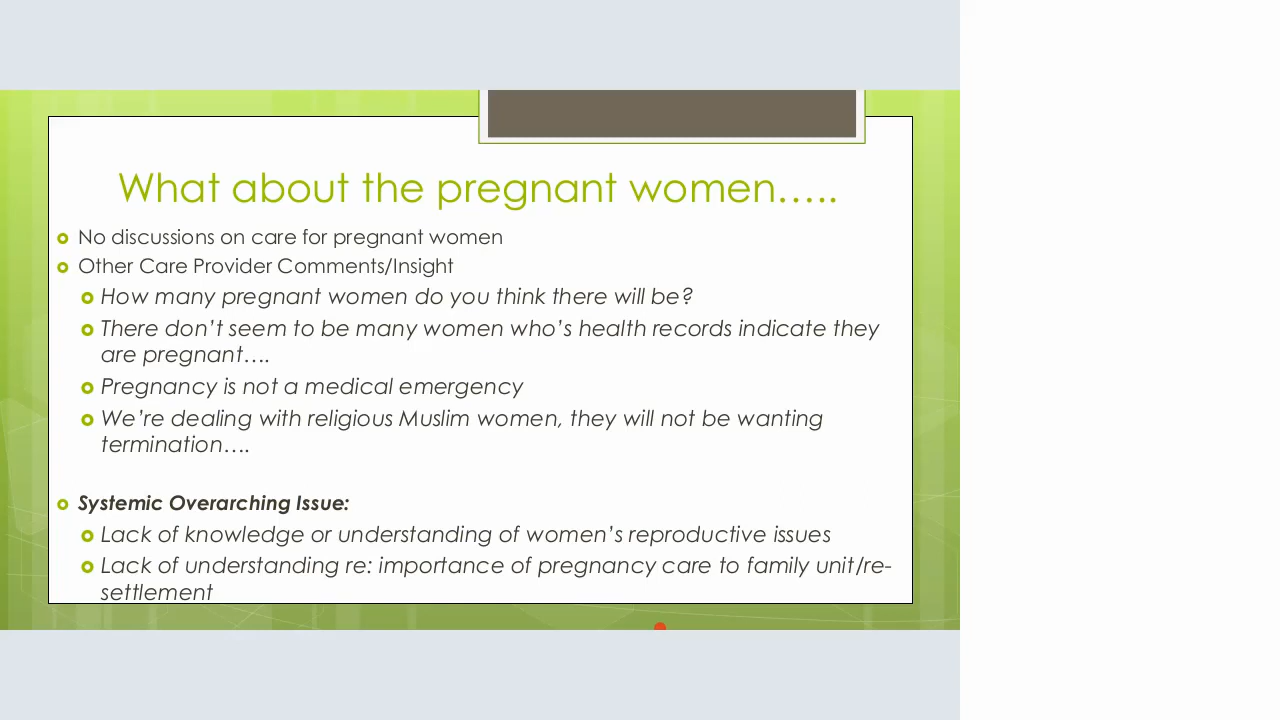 What about the pregnant women…..
No discussions on care for pregnant women
Other Care Provider Comments/Insight
How many pregnant women do you think there will be?
There don’t seem to be many women who’s health records indicate they
are pregnant….
Pregnancy is not a medical emergency
We’re dealing with religious Muslim women, they will not be wanting
termination….
Systemic Overarching Issue:
Lack of knowledge or understanding of women’s reproductive issues
Lack of understanding re: importance of pregnancy care to family unit/re-
settlement